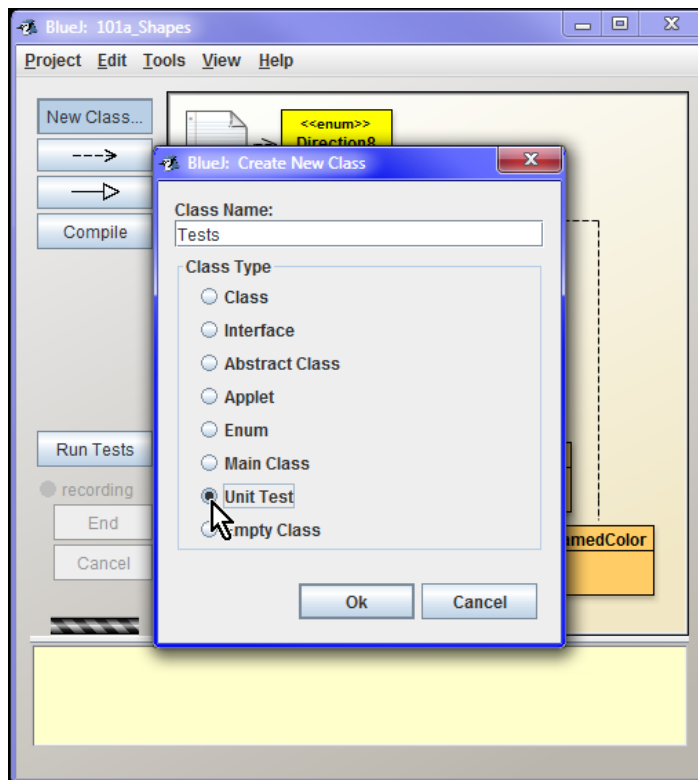 BlueJ: 101a_Shapes
Project Edit Tools View Help
New Class...
<<enum>>
Direction8
BlueJ: Create New Class
Class Name:
Tests
Compile
Class Type
Class
Interface
Abstract Class
Applet
Enum
Main Class
Unit Test
Empty Class
Run Tests
recording
End
Cancel
amedColor
Ok
Cancel